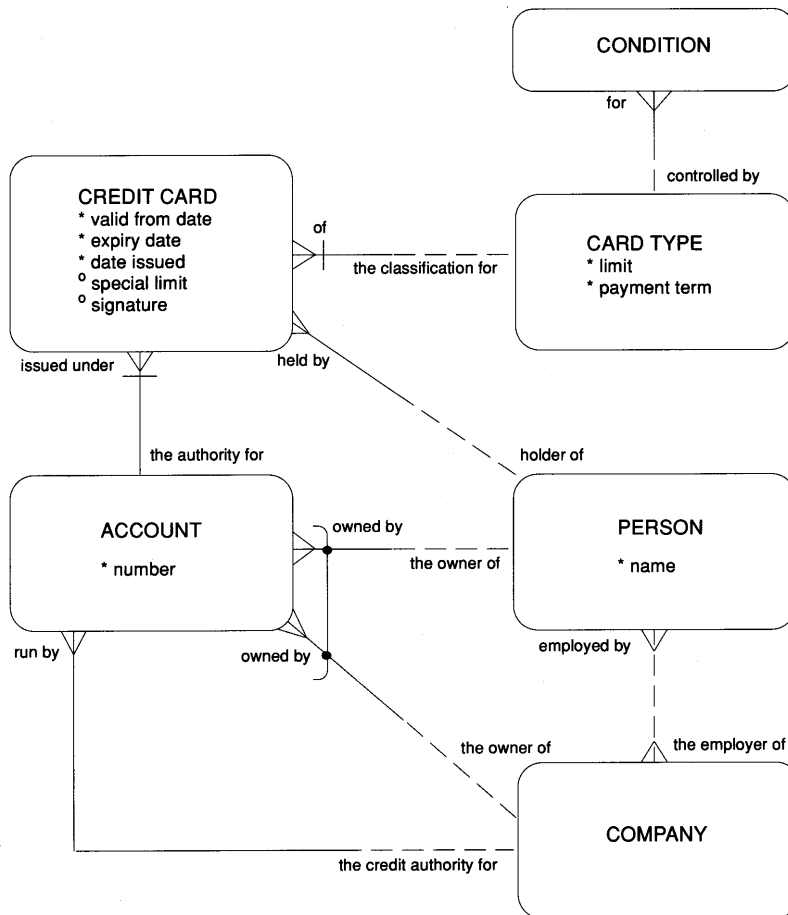 CONDITION
for
controlled by
CREDIT CARD
* valid from date
* expiry date
* date issued
o special limit
o signature
of
the classification for
CARD TYPE
* limit
* payment term
issued under
held by
the authority for
holder of
ACCOUNT
* number
owned by
the owner of
PERSON
* name
run by
owned by
employed by
the owner of
the employer of
COMPANY
the credit authority for